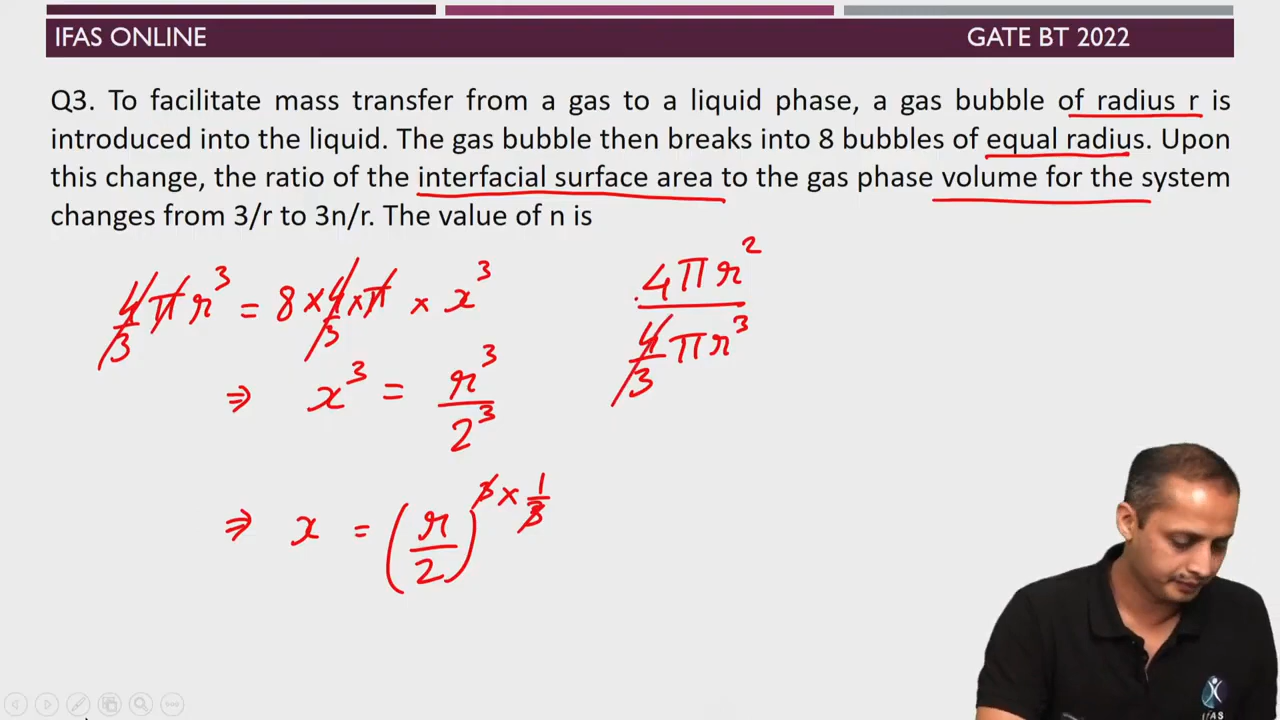 IFAS ONLINE
GATE BT 2022
Q3. To facilitate mass transfer from a gas to a liquid phase, a gas bubble of radius r is
introduced into the liquid. The gas bubble then breaks into 8 bubbles of equal radius. Upon
this change, the ratio of the interfacial surface area to the gas phase volume for the system
changes from 3/r to 3n/r. The value of n is
4/3 π r³ = 8 × 4/3 × π × x³
⇒ x³ = r³/2³
⇒ x = (r/2)^(3 × 1/3)
4πr²
4/3 πr³
IFAS